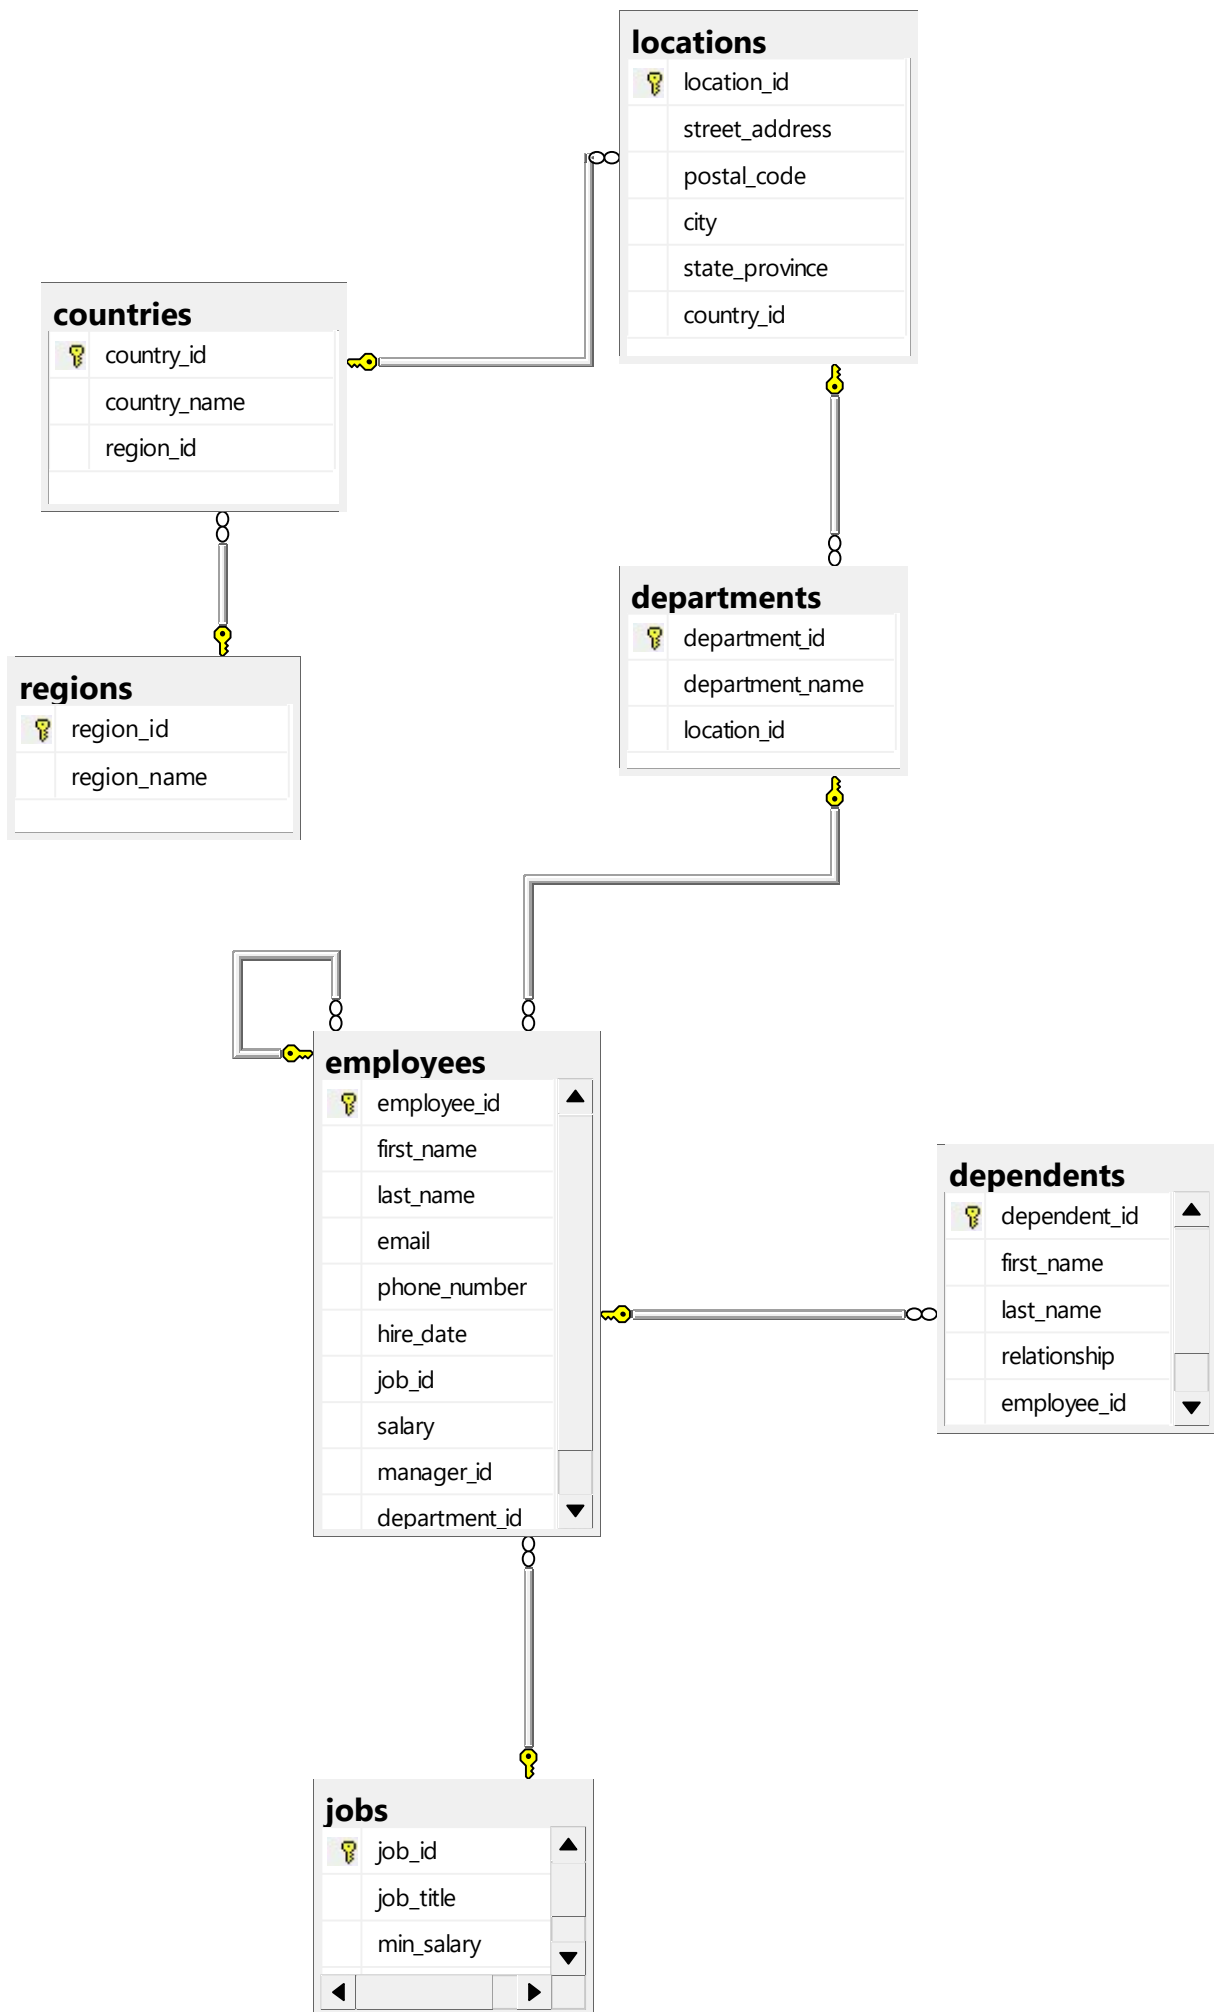 locations
location_id
street_address
postal_code
city
state_province
country_id
countries
country_id
country_name
region_id
departments
department_id
department_name
location_id
regions
region_id
region_name
employees
employee_id
first_name
last_name
email
phone_number
hire_date
job_id
salary
manager_id
department_id
dependents
dependent_id
first_name
last_name
relationship
employee_id
jobs
job_id
job_title
min_salary